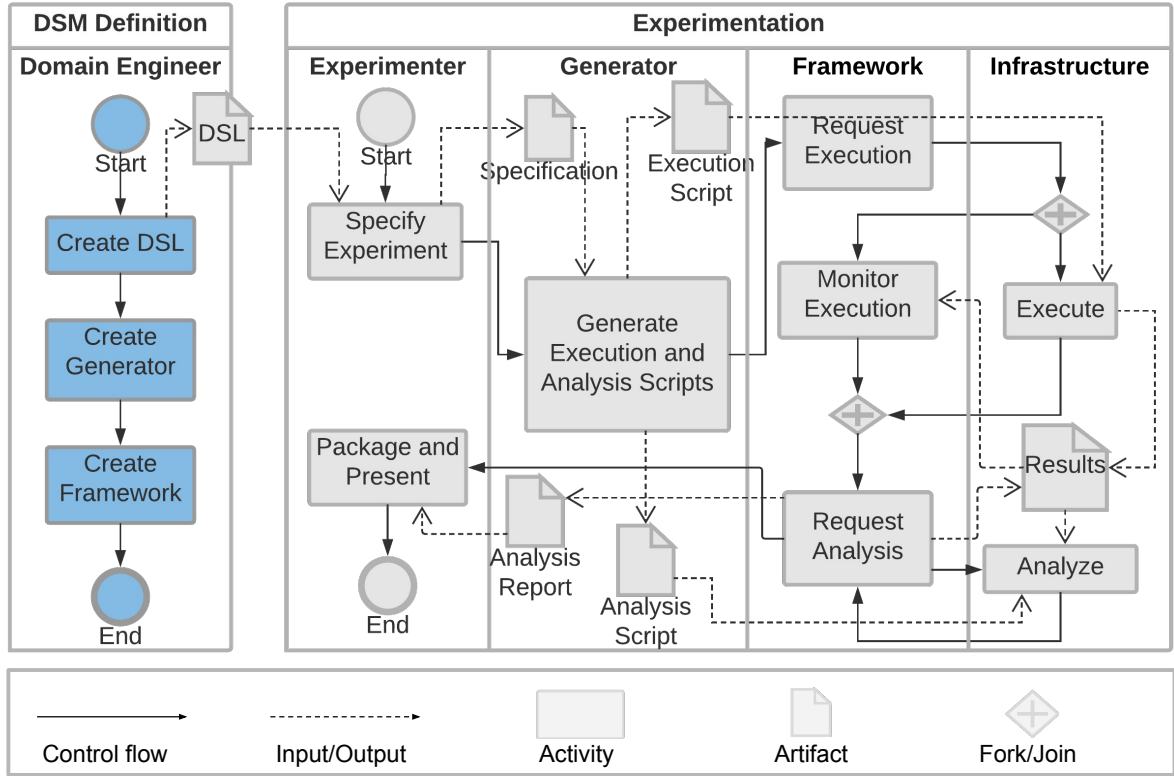 DSM Definition
Experimentation
Domain Engineer
Experimenter
Generator
Framework
Infrastructure
Start
DSL
Create DSL
Create
Generator
Create
Framework
End
Start
Specify
Experiment
Package and
Present
End
Specification
Execution
Script
Generate
Execution and
Analysis Scripts
Analysis
Report
Analysis
Script
Request
Execution
Monitor
Execution
Request
Analysis
Execute
Results
Analyze
Control flow
Input/Output
Activity
Artifact
Fork/Join